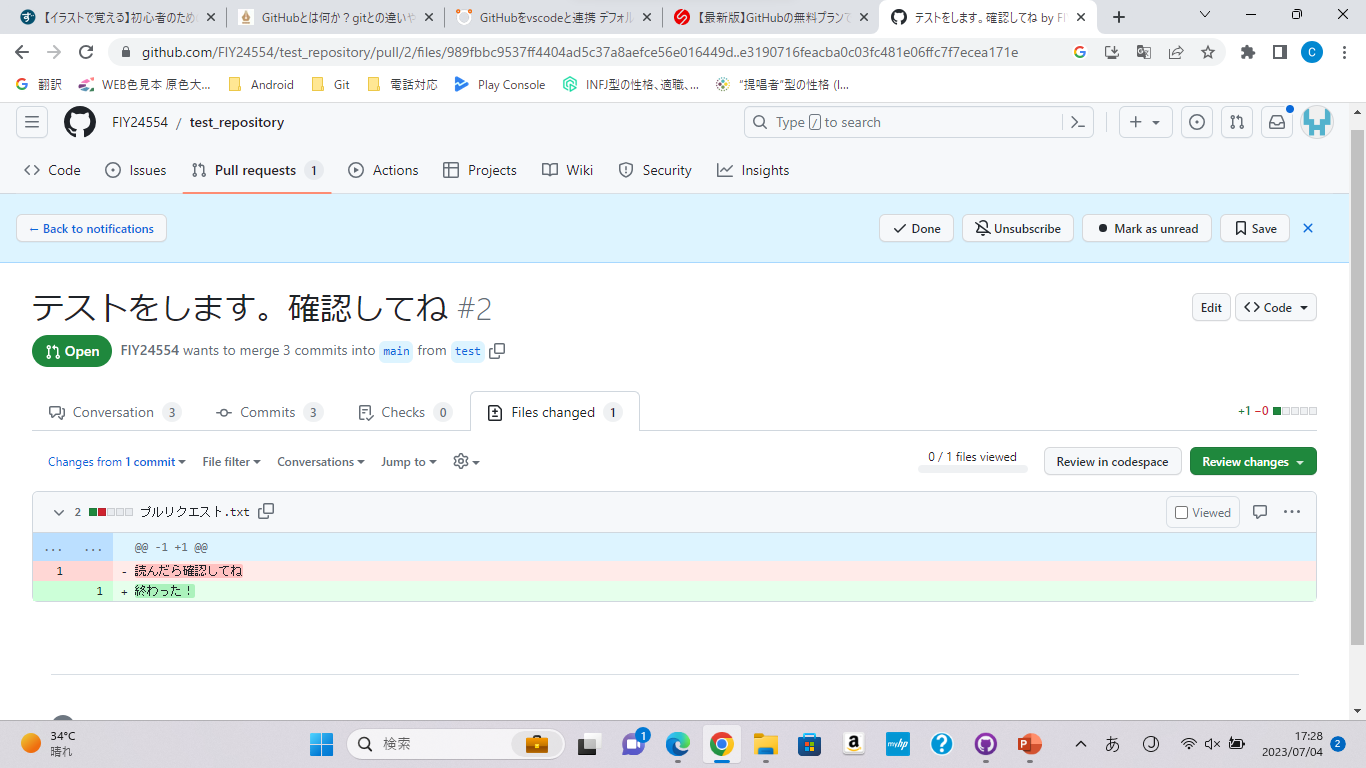 【イラストで覚える】初心者のため
GitHubとは何か？gitとの違いや
GitHubをvscodeと連携 デフォル
【最新版】GitHubの無料プランで
テストをします。確認してね by F
github.com/FIY24554/test_repository/pull/2/files/989fbbc9537ff4404ad5c37a8aefce56e016449d..e3190716feacba0c03fc481e06ffc7f7ecea171e
C
翻訳
WEB色見本 原色大...
Android
Git
電話対応
Play Console
INFJ型の性格、適職、...
"提唱者"型の性格 (I...
FIY24554 / test_repository
Type / to search
Code
Issues
Pull requests 1
Actions
Projects
Wiki
Security
Insights
← Back to notifications
Done
Unsubscribe
Mark as unread
Save
テストをします。確認してね #2
Edit
Code
Open
FIY24554 wants to merge 3 commits into main from test
Conversation 3
Commits 3
Checks 0
Files changed 1
+1 −0
Changes from 1 commit
File filter
Conversations
Jump to
0 / 1 files viewed
Review in codespace
Review changes
2 プルリクエスト.txt
Viewed
... ... @@ -1 +1 @@
1 - 読んだら確認してね
1 + 終わった！
34°C
晴れ
検索
1
a
myhp
?
P
あ
17:28
2023/07/04
2